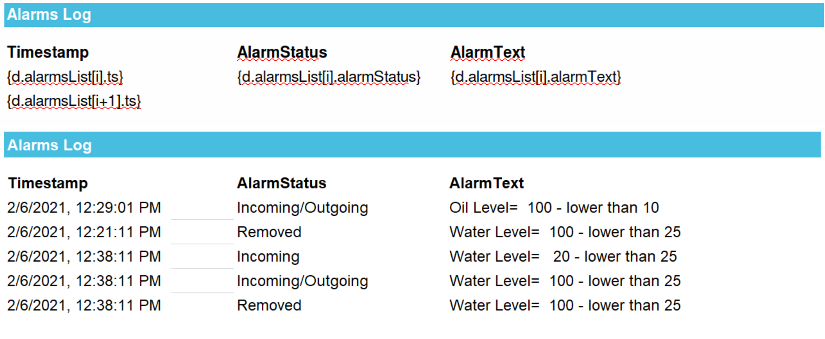 Alarms Log
Timestamp AlarmStatus AlarmText
{d.alarmsList[i].ts} {d.alarmsList[i].alarmStatus} {d.alarmsList[i].alarmText}
{d.alarmsList[i+1].ts}
Alarms Log
Timestamp AlarmStatus AlarmText
2/6/2021, 12:29:01 PM Incoming/Outgoing Oil Level= 100 - lower than 10
2/6/2021, 12:21:11 PM Removed Water Level= 100 - lower than 25
2/6/2021, 12:38:11 PM Incoming Water Level= 20 - lower than 25
2/6/2021, 12:38:11 PM Incoming/Outgoing Water Level= 100 - lower than 25
2/6/2021, 12:38:11 PM Removed Water Level= 100 - lower than 25